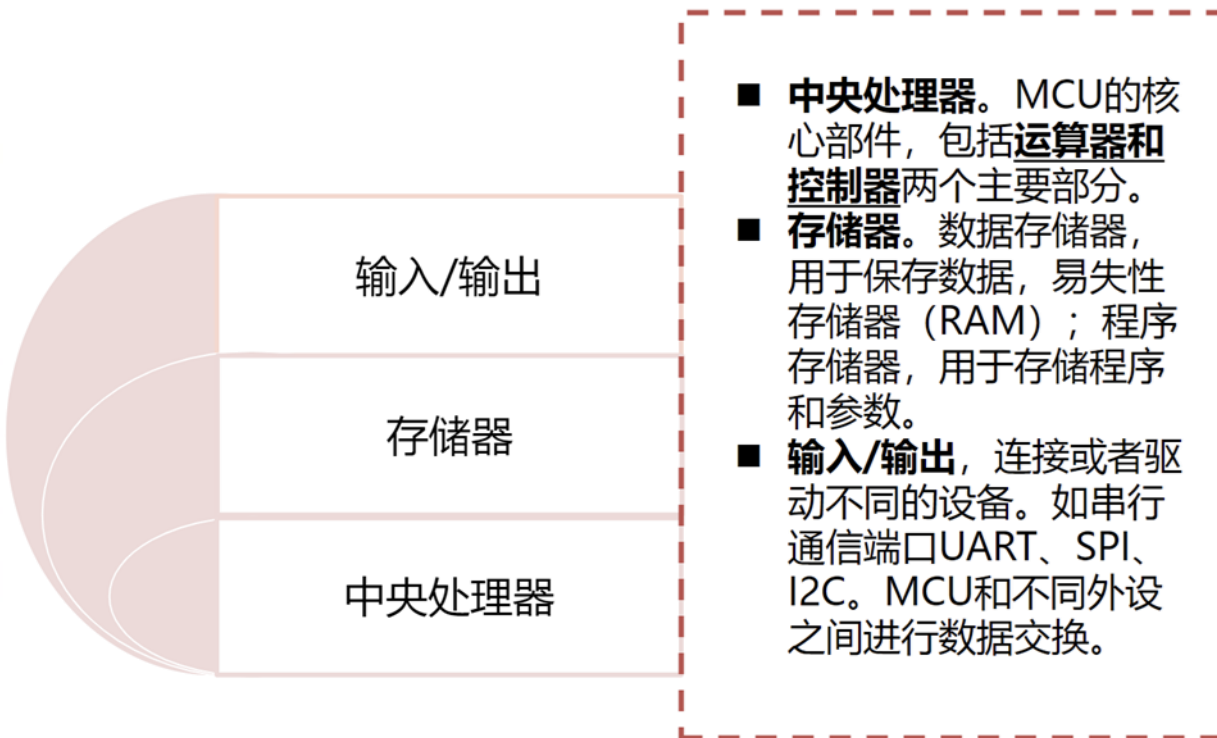 输入/输出
存储器
中央处理器
■ 中央处理器。MCU的核
心部件，包括运算器和
控制器两个主要部分。
■ 存储器。数据存储器，
用于保存数据，易失性
存储器（RAM）；程序
存储器，用于存储程序
和参数。
■ 输入/输出，连接或者驱
动不同的设备。如串行
通信端口UART、SPI、
I2C。MCU和不同外设
之间进行数据交换。